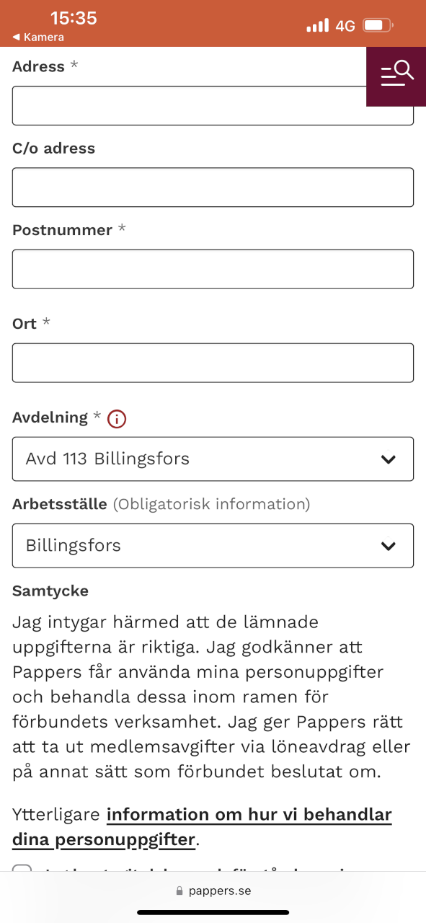 15:35
4G
◀ Kamera
Adress *
C/o adress
Postnummer *
Ort *
Avdelning *
Avd 113 Billingsfors
Arbetsställe (Obligatorisk information)
Billingsfors
Samtycke
Jag intygar härmed att de lämnade
uppgifterna är riktiga. Jag godkänner att
Pappers får använda mina personuppgifter
och behandla dessa inom ramen för
förbundets verksamhet. Jag ger Pappers rätt
att ta ut medlemsavgifter via löneavdrag eller
på annat sätt som förbundet beslutat om.
Ytterligare information om hur vi behandlar
dina personuppgifter.
pappers.se